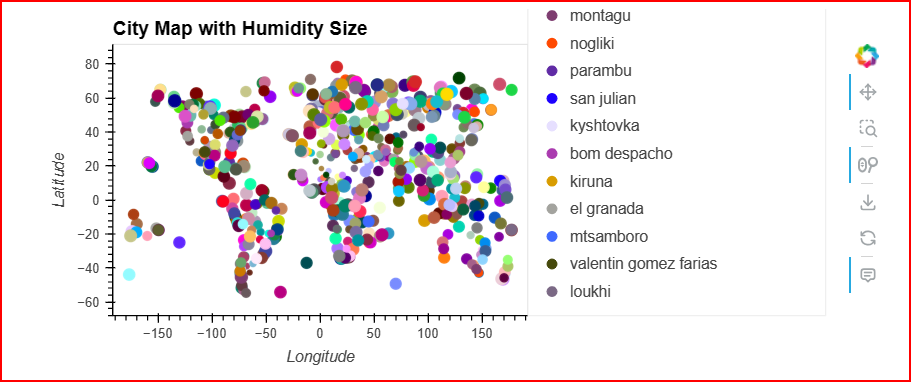 City Map with Humidity Size
80
60
40
20
0
−20
−40
−60
Latitude
−150
−100
−50
0
50
100
150
Longitude
montagu
nogliki
parambu
san julian
kyshtovka
bom despacho
kiruna
el granada
mtsamboro
valentin gomez farias
loukhi